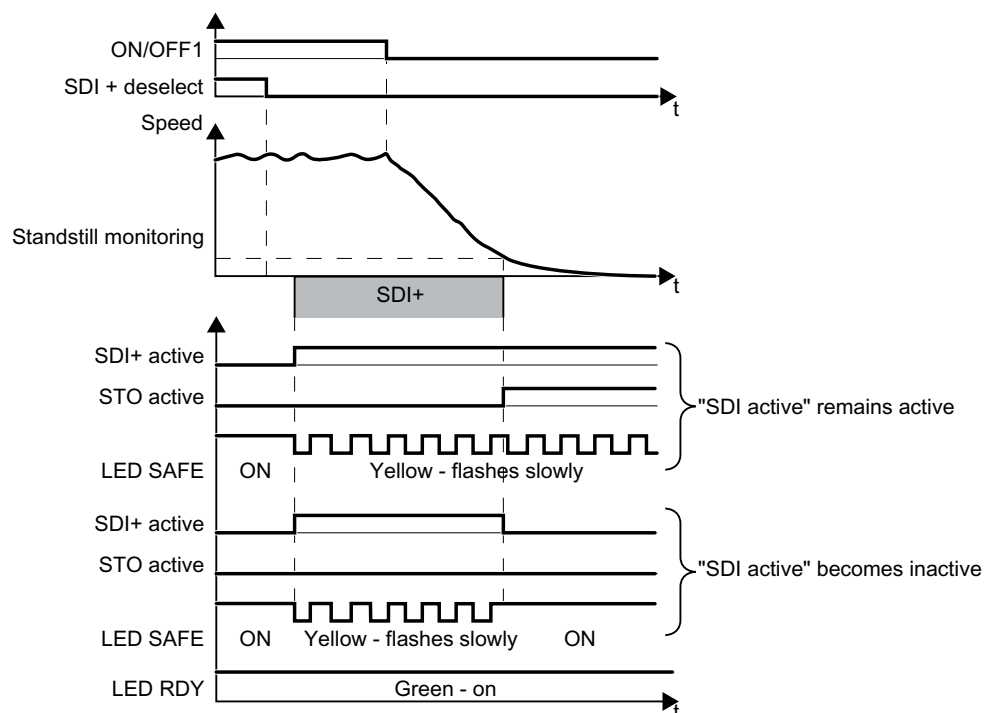 ON/OFF1
SDI + deselect
t
Speed
Standstill monitoring
t
SDI+
SDI+ active
STO active
"SDI active" remains active
LED SAFE ON Yellow - flashes slowly
SDI+ active
STO active
"SDI active" becomes inactive
LED SAFE ON Yellow - flashes slowly ON
LED RDY Green - on
t